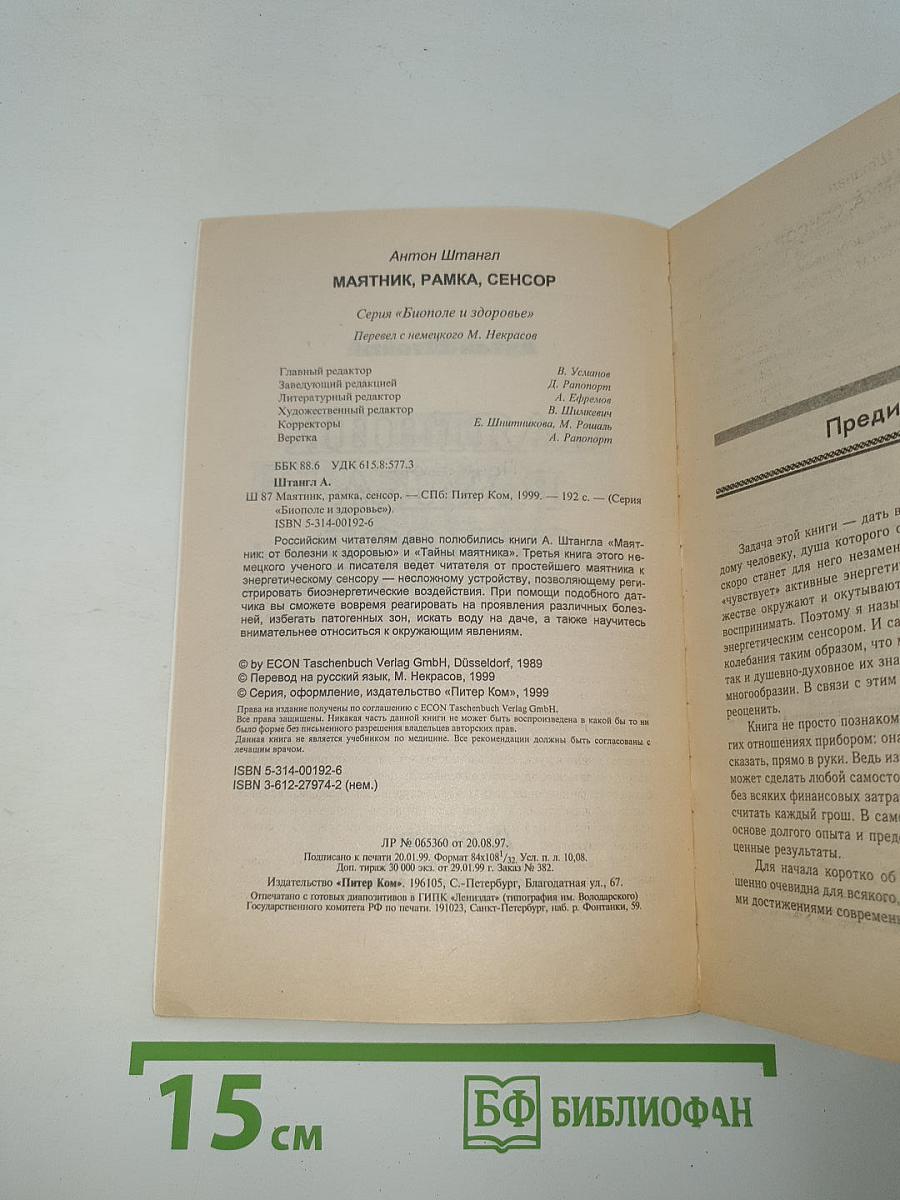 Антон Штангл
МАЯТНИК, РАМКА, СЕНСОР
Серия «Биополе и здоровье»
Перевел с немецкого М. Некрасов
Главный редактор В. Усманов
Заведующий редакцией Д. Рапопорт
Литературный редактор А. Ефремов
Художественный редактор В. Шимкевич
Корректоры Е. Шпитникова, М. Рошаль
Верстка А. Рапопорт
ББК 88.6 УДК 615.8:577.3
Штангл А.
Ш 87 Маятник, рамка, сенсор. — СПб: Питер Ком, 1999. — 192 с. — (Серия
«Биополе и здоровье»).
ISBN 5-314-00192-6
Российским читателям давно полюбились книги А. Штангла «Маят-
ник: от болезни к здоровью» и «Тайны маятника». Третья книга этого не-
мецкого ученого и писателя ведет читателя от простейшего маятника к
энергетическому сенсору — несложному устройству, позволяющему реги-
стрировать биоэнергетические воздействия. При помощи подобного дат-
чика вы сможете вовремя реагировать на проявления различных болез-
ней, избегать патогенных зон, искать воду на даче, а также научитесь
внимательнее относиться к окружающим явлениям.
© by ECON Taschenbuch Verlag GmbH, Düsseldorf, 1989
© Перевод на русский язык, М. Некрасов, 1999
© Серия, оформление, издательство «Питер Ком», 1999
Права на издание получены по соглашению с ECON Taschenbuch Verlag GmbH.
Все права защищены. Никакая часть данной книги не может быть воспроизведена в какой бы то ни
было форме без письменного разрешения владельцев авторских прав.
Данная книга не является учебником по медицине. Все рекомендации должны быть согласованы с
лечащим врачом.
ISBN 5-314-00192-6
ISBN 3-612-27974-2 (нем.)
ЛР № 065360 от 20.08.97.
Подписано к печати 20.01.99. Формат 84х108¹/₃₂. Усл. п. л. 10,08.
Доп. тираж 30 000 экз. от 29.01.99 г. Заказ № 382.
Издательство «Питер Ком». 196105, С.-Петербург, Благодатная ул., 67.
Отпечатано с готовых диапозитивов в ГИПК «Лениздат» (типография им. Володарского)
Государственного комитета РФ по печати. 191023, Санкт-Петербург, наб. р. Фонтанки, 59.
Преди
Задача этой книги — дать в
дому человеку, душа которого с
скоро станет для него незамен
«чувствует» активные энергети
жестве окружают и окутывают
воспринимать. Поэтому я назы
энергетическим сенсором. И са
колебания таким образом, что м
так и душевно-духовное их зна
многообразии. В связи с этим
реоценить.
Книга не просто познаком
гих отношениях прибором: она
сказать, прямо в руки. Ведь из
может сделать любой самосто
без всяких финансовых затра
считать каждый грош. В само
основе долгого опыта и пред
ценные результаты.
Для начала коротко об
шенно очевидна для всякого,
ми достижениями современ
15 см
БФ БИБЛИОФАН